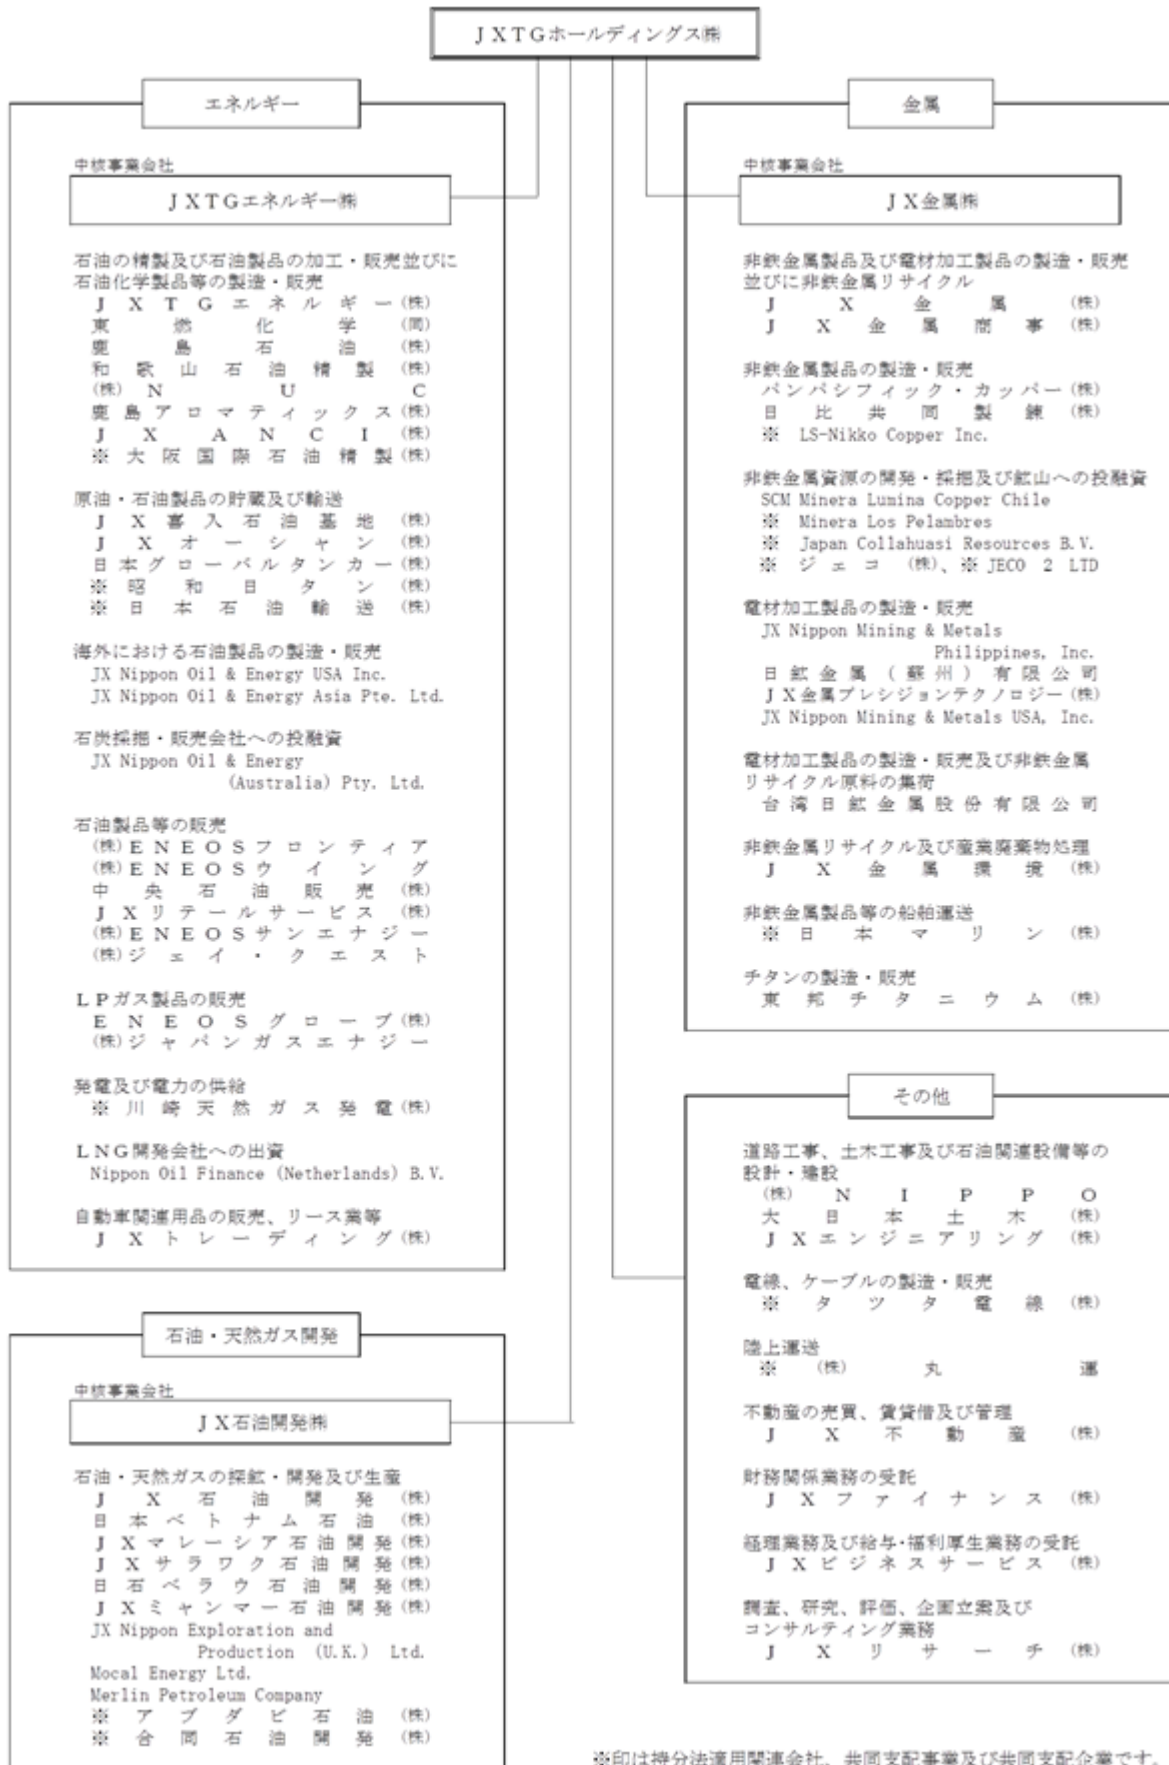 JXTGホールディングス㈱
エネルギー
中核事業会社
JXTGエネルギー㈱
石油の精製及び石油製品の加工・販売並びに
石油化学製品等の製造・販売
JXTGエネルギー(株)
東燃化学(同)
鹿島石油(株)
和歌山石油精製(株)
(株)NUC
鹿島アロマティックス(株)
JX ANCI(株)
※大阪国際石油精製(株)
原油・石油製品の貯蔵及び輸送
JX喜入石油基地(株)
JXオーシャン(株)
日本グローバルタンカー(株)
※昭和日タン(株)
※日本石油輸送(株)
海外における石油製品の製造・販売
JX Nippon Oil & Energy USA Inc.
JX Nippon Oil & Energy Asia Pte. Ltd.
石炭採掘・販売会社への投融資
JX Nippon Oil & Energy
(Australia) Pty. Ltd.
石油製品等の販売
(株)ENEOSフロンティア
(株)ENEOSウイング
中央石油販売(株)
JXリテールサービス(株)
(株)ENEOSサンエナジー
(株)ジェイ・クエスト
LPガス製品の販売
ENEOSグローブ(株)
(株)ジャパンガスエナジー
発電及び電力の供給
※川崎天然ガス発電(株)
LNG開発会社への出資
Nippon Oil Finance (Netherlands) B.V.
自動車関連用品の販売、リース業等
JXトレーディング(株)
石油・天然ガス開発
中核事業会社
JX石油開発㈱
石油・天然ガスの探鉱・開発及び生産
JX石油開発(株)
日本ベトナム石油(株)
JXマレーシア石油開発(株)
JXサラワク石油開発(株)
日石ベラウ石油開発(株)
JXミャンマー石油開発(株)
JX Nippon Exploration and
Production (U.K.) Ltd.
Mocal Energy Ltd.
Merlin Petroleum Company
※アブダビ石油(株)
※合同石油開発(株)
金属
中核事業会社
JX金属㈱
非鉄金属製品及び電材加工製品の製造・販売
並びに非鉄金属リサイクル
JX金属(株)
JX金属商事(株)
非鉄金属製品の製造・販売
パンパシフィック・カッパー(株)
日比共同製錬(株)
※ LS-Nikko Copper Inc.
非鉄金属資源の開発・採掘及び鉱山への投融資
SCM Minera Lumina Copper Chile
※ Minera Los Pelambres
※ Japan Collahuasi Resources B.V.
※ ジェコ(株)、※ JECO 2 LTD
電材加工製品の製造・販売
JX Nippon Mining & Metals
Philippines, Inc.
日鉱金属(蘇州)有限公司
JX金属プレシジョンテクノロジー(株)
JX Nippon Mining & Metals USA, Inc.
電材加工製品の製造・販売及び非鉄金属
リサイクル原料の集荷
台湾日鉱金属股份有限公司
非鉄金属リサイクル及び産業廃棄物処理
JX金属環境(株)
非鉄金属製品等の船舶運送
※日本マリン(株)
チタンの製造・販売
東邦チタニウム(株)
その他
道路工事、土木工事及び石油関連設備等の
設計・建設
(株)NIPPO
大日本土木(株)
JXエンジニアリング(株)
電線、ケーブルの製造・販売
※タツタ電線(株)
陸上運送
※(株)丸運
不動産の売買、賃貸借及び管理
JX不動産(株)
財務関係業務の受託
JXファイナンス(株)
経理業務及び給与・福利厚生業務の受託
JXビジネスサービス(株)
調査、研究、評価、企画立案及び
コンサルティング業務
JXリサーチ(株)
※印は持分法適用関連会社、共同支配事業及び共同支配企業です。